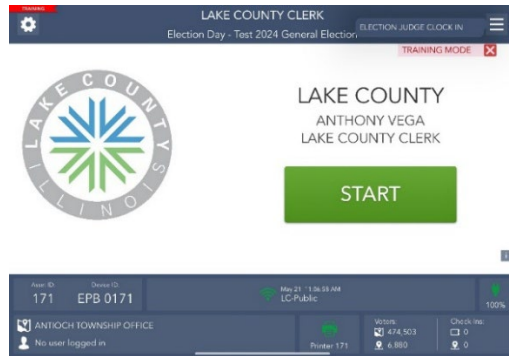 TRAINING
LAKE COUNTY CLERK
Election Day - Test 2024 General Election
ELECTION JUDGE CLOCK IN
TRAINING MODE
LAKE COUNTY
ILLINOIS
LAKE COUNTY
ANTHONY VEGA
LAKE COUNTY CLERK
START
Asset ID:
171
Device ID:
EPB 0171
May 21
LC-Public
100%
ANTIOCH TOWNSHIP OFFICE
No user logged in
Printer 171
Voters:
474,503
6,880
Check ins:
0
0